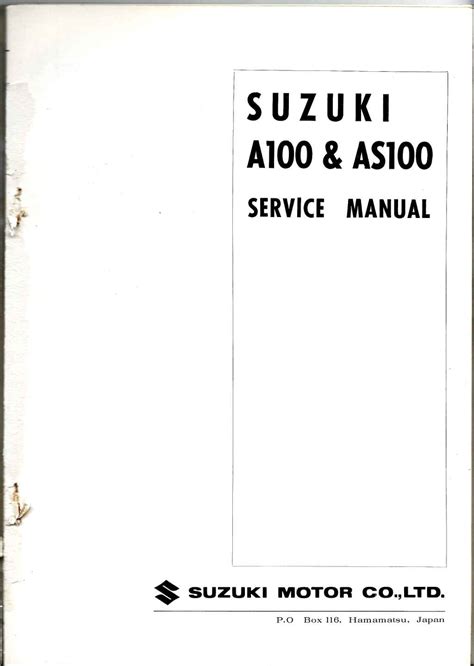 SUZUKI
A100 & AS100
SERVICE MANUAL
SUZUKI MOTOR CO.,LTD.
P.O Box 116, Hamamatsu, Japan